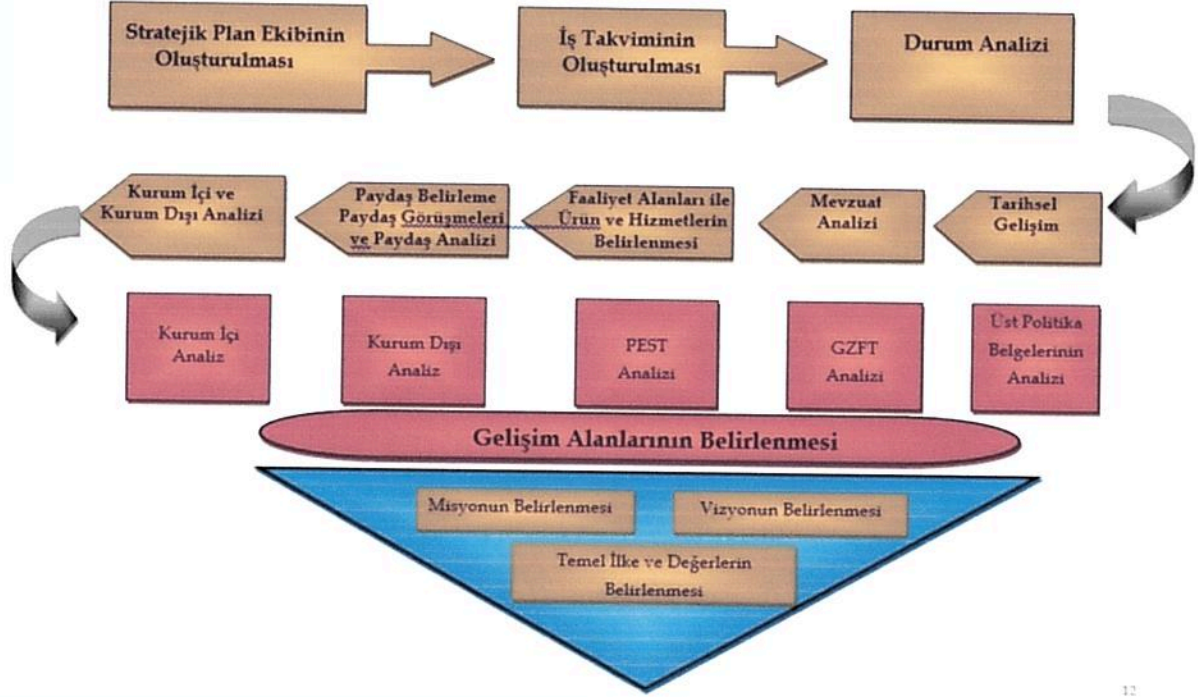 Stratejik Plan Ekibinin
Oluşturulması
İş Takviminin
Oluşturulması
Durum Analizi
Kurum İçi ve
Kurum Dışı Analizi
Paydaş Belirleme
Paydaş Görüşmeleri
ve Paydaş Analizi
Faaliyet Alanları ile
Ürün ve Hizmetlerin
Belirlenmesi
Mevzuat
Analizi
Tarihsel
Gelişim
Kurum İçi
Analiz
Kurum Dışı
Analiz
PEST
Analizi
GZFT
Analizi
Üst Politika
Belgelerinin
Analizi
Gelişim Alanlarının Belirlenmesi
Misyonun Belirlenmesi
Vizyonun Belirlenmesi
Temel İlke ve Değerlerin
Belirlenmesi
12